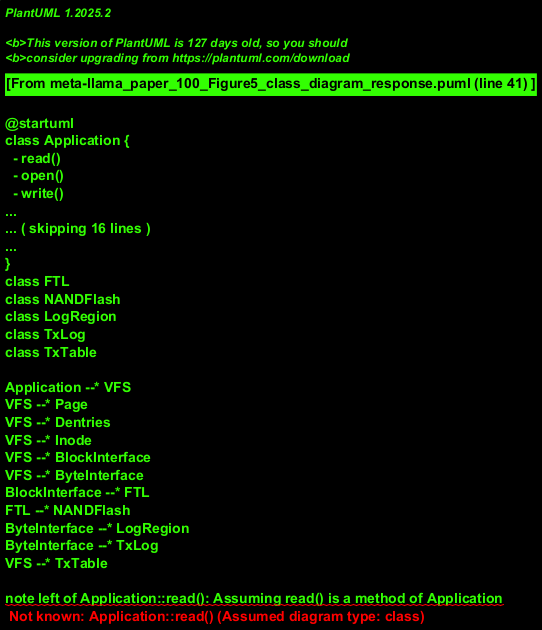 PlantUML 1.2025.2
<b>This version of PlantUML is 127 days old, so you should
<b>consider upgrading from https://plantuml.com/download
[From meta-llama_paper_100_Figure5_class_diagram_response.puml (line 41) ]
@startuml
class Application {
- read()
- open()
- write()
...
... ( skipping 16 lines )
...
}
class FTL
class NANDFlash
class LogRegion
class TxLog
class TxTable
Application --* VFS
VFS --* Page
VFS --* Dentries
VFS --* Inode
VFS --* BlockInterface
VFS --* ByteInterface
BlockInterface --* FTL
FTL --* NANDFlash
ByteInterface --* LogRegion
ByteInterface --* TxLog
VFS --* TxTable
note left of Application::read(): Assuming read() is a method of Application
Not known: Application::read() (Assumed diagram type: class)